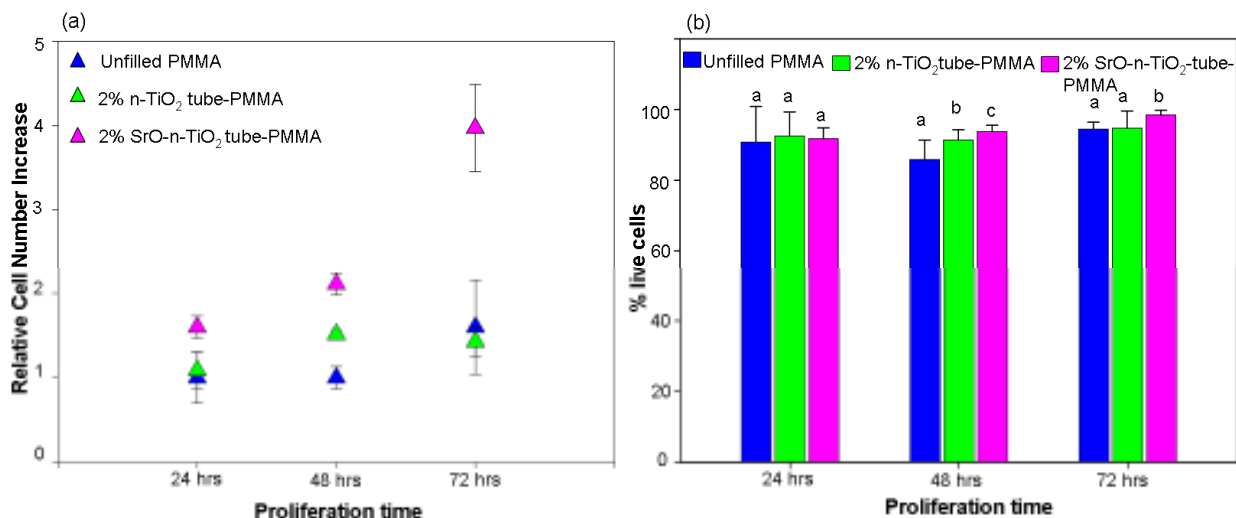 (a)
5
4
3
2
1
0
Relative Cell Number Increase
Unfilled PMMA
2% n-TiO₂ tube-PMMA
2% SrO-n-TiO₂ tube-PMMA
24 hrs
48 hrs
72 hrs
Proliferation time
(b)
100
80
60
40
20
0
% live cells
Unfilled PMMA
2% n-TiO₂tube-PMMA
2% SrO-n-TiO₂-tube-
PMMA
a a a
a b c
a a b
24 hrs
48 hrs
72 hrs
Proliferation time